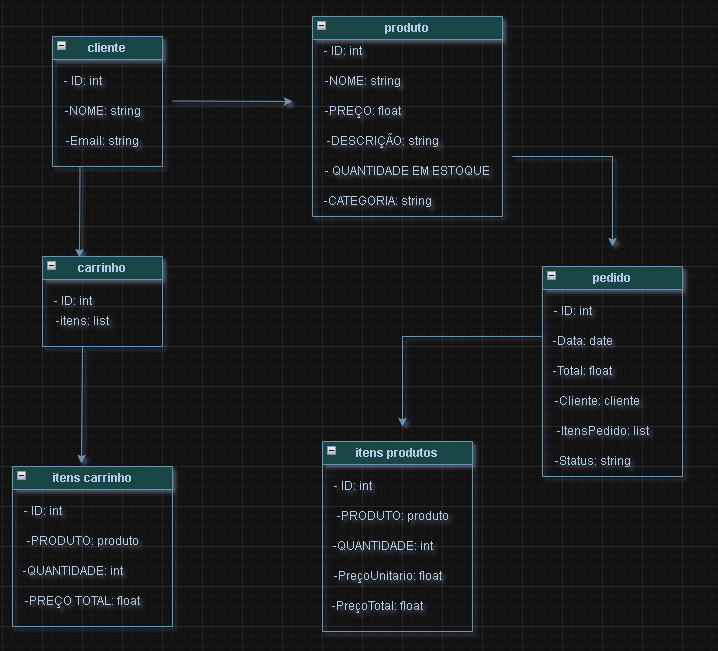 cliente
- ID: int
-NOME: string
-Email: string
produto
- ID: int
-NOME: string
-PREÇO: float
-DESCRIÇÃO: string
- QUANTIDADE EM ESTOQUE
-CATEGORIA: string
carrinho
- ID: int
-itens: list
pedido
- ID: int
-Data: date
-Total: float
-Cliente: cliente
-ItensPedido: list
-Status: string
itens carrinho
- ID: int
-PRODUTO: produto
-QUANTIDADE: int
-PREÇO TOTAL: float
itens produtos
- ID: int
-PRODUTO: produto
-QUANTIDADE: int
-PreçoUnitario: float
-PreçoTotal: float